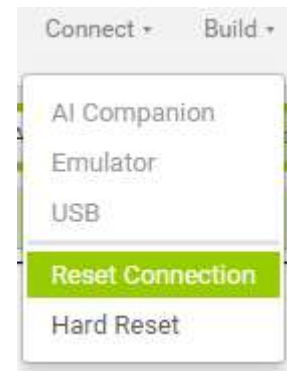 Connect Build
AI Companion
Emulator
USB
Reset Connection
Hard Reset